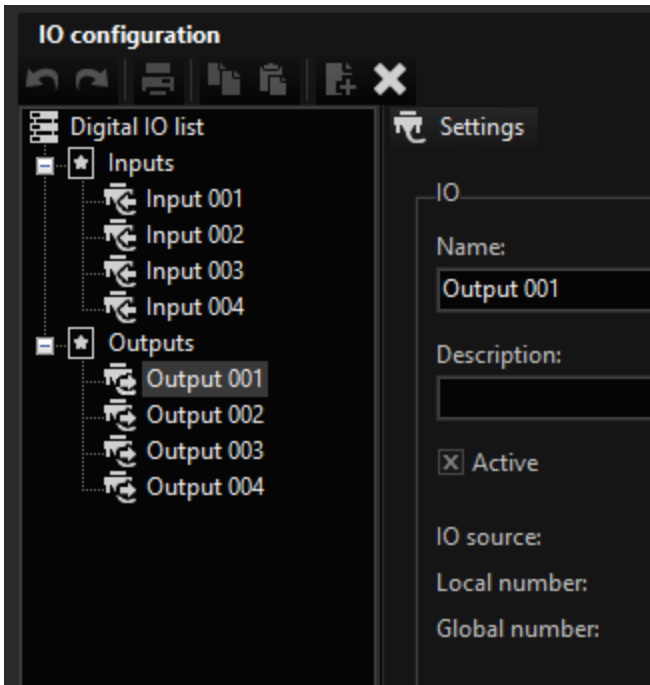 IO configuration
Digital IO list
Inputs
Input 001
Input 002
Input 003
Input 004
Outputs
Output 001
Output 002
Output 003
Output 004
Settings
IO
Name:
Output 001
Description:
Active
IO source:
Local number:
Global number: